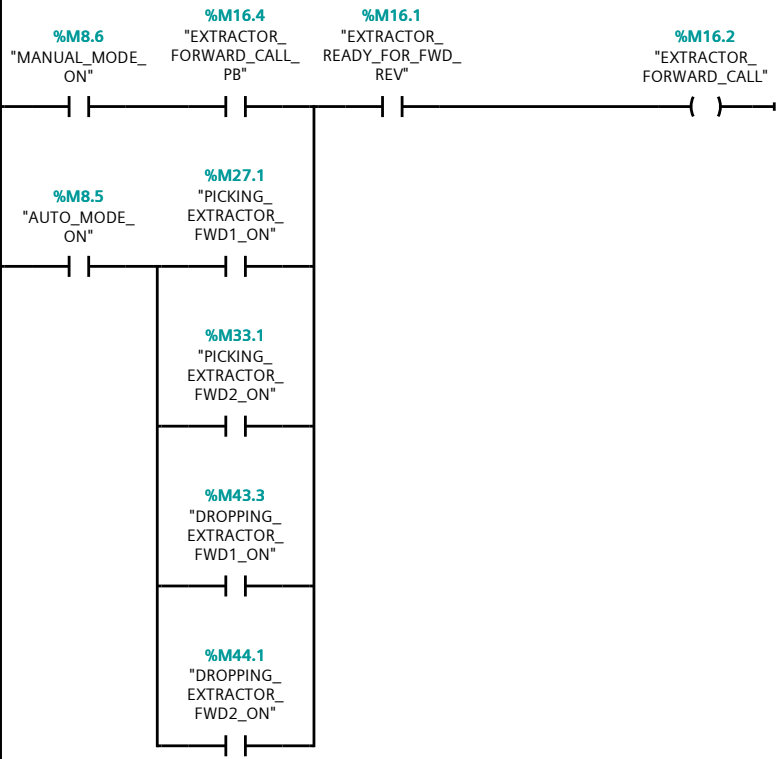 %M8.6
"MANUAL_MODE_
ON"
%M16.4
"EXTRACTOR_
FORWARD_CALL_
PB"
%M16.1
"EXTRACTOR_
READY_FOR_FWD_
REV"
%M16.2
"EXTRACTOR_
FORWARD_CALL"
%M8.5
"AUTO_MODE_
ON"
%M27.1
"PICKING_
EXTRACTOR_
FWD1_ON"
%M33.1
"PICKING_
EXTRACTOR_
FWD2_ON"
%M43.3
"DROPPING_
EXTRACTOR_
FWD1_ON"
%M44.1
"DROPPING_
EXTRACTOR_
FWD2_ON"